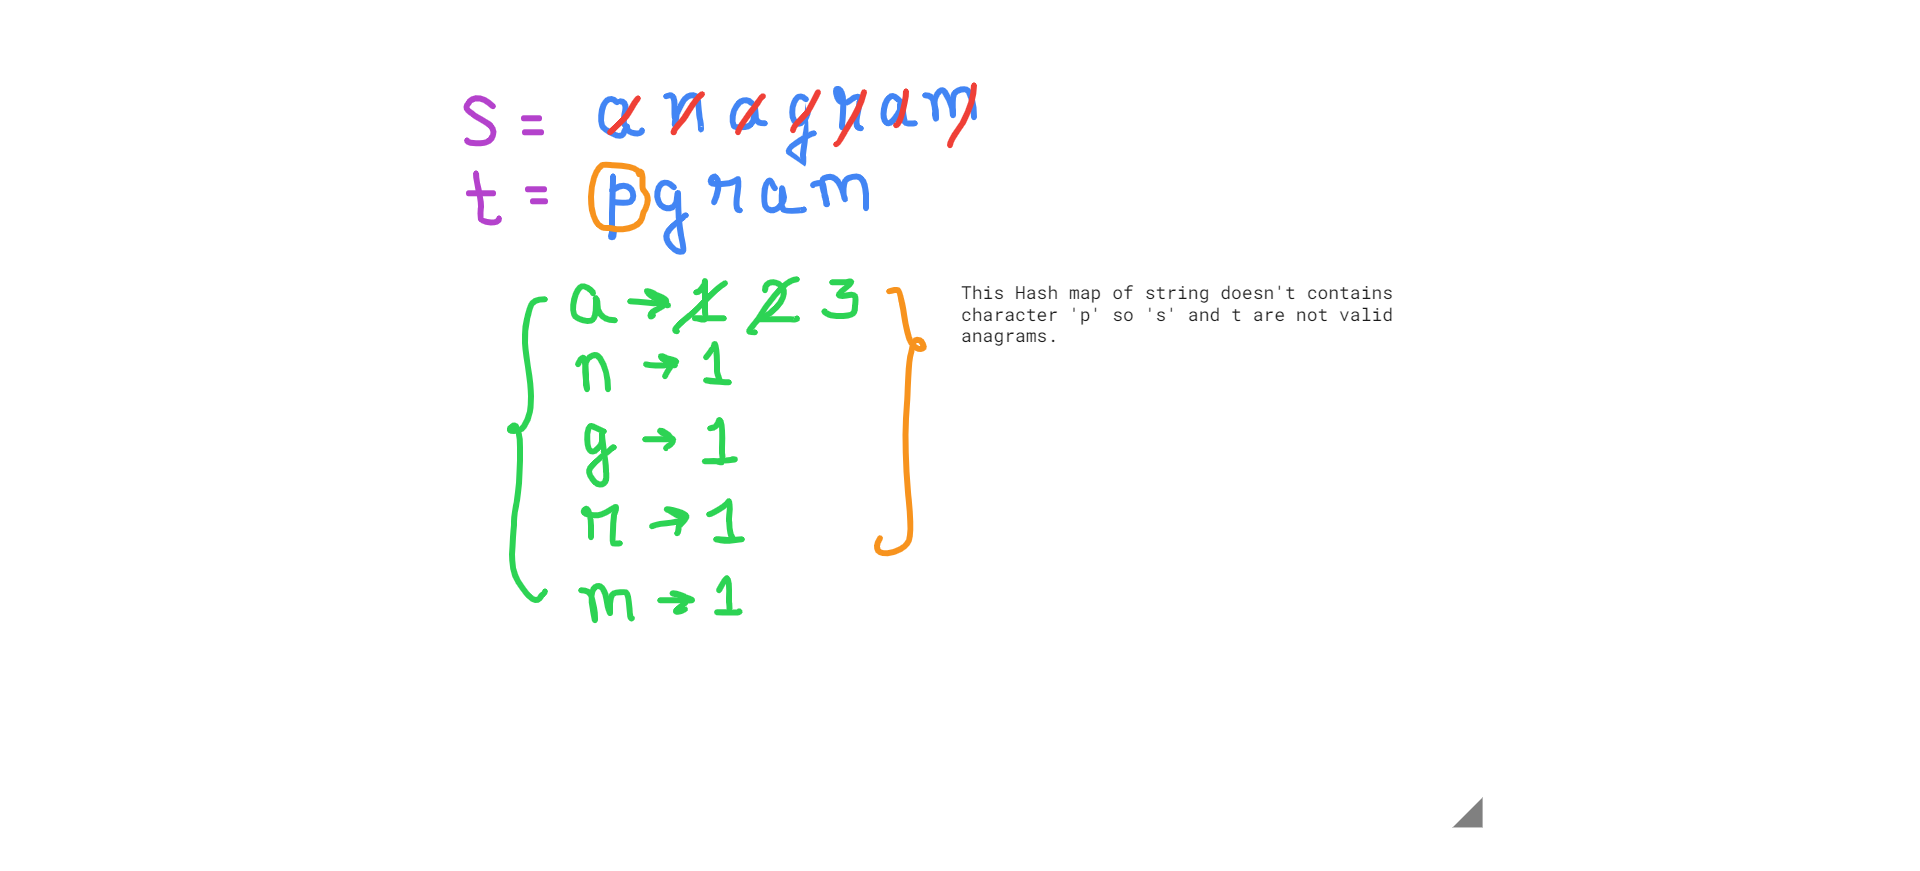 S = anagram
t = pgram
a → 1 2 3
n → 1
g → 1
r → 1
m → 1
This Hash map of string doesn't contains
character 'p' so 's' and t are not valid
anagrams.